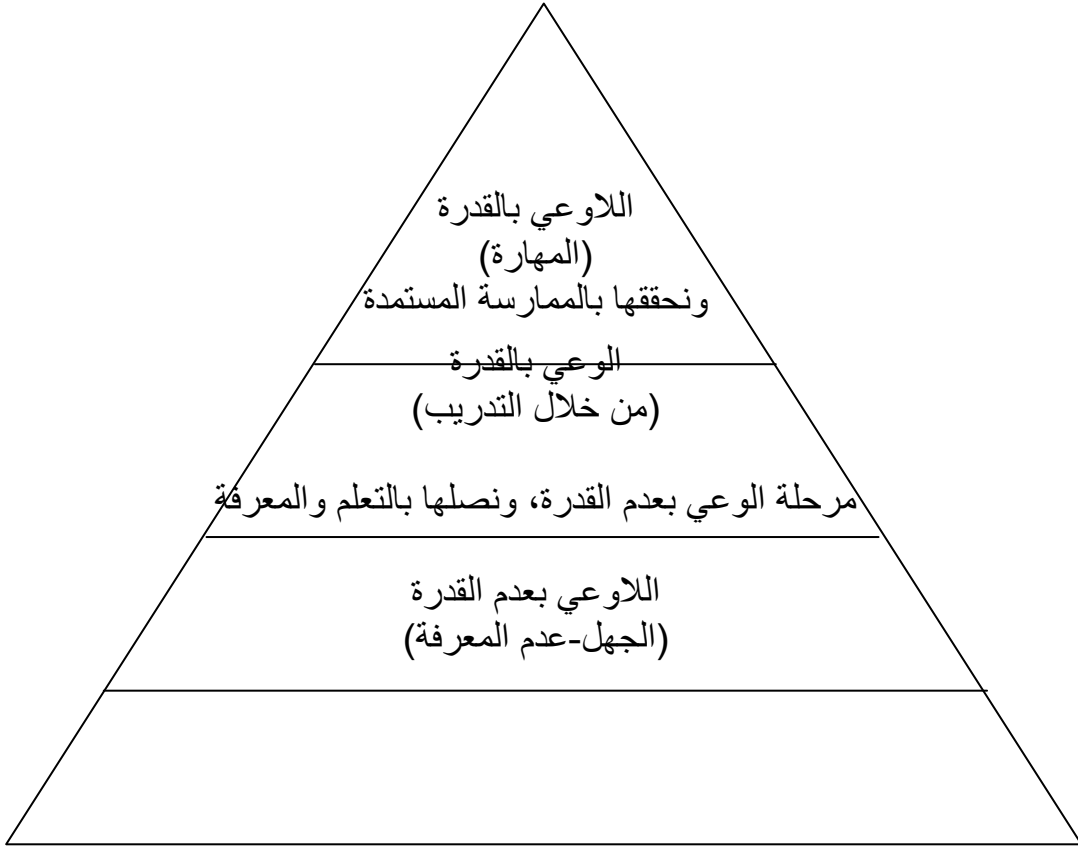 اللاوعي بالقدرة
(المهارة)
ونحققها بالممارسة المستمدة
الوعي بالقدرة
(من خلال التدريب)
مرحلة الوعي بعدم القدرة، ونصلها بالتعلم والمعرفة
اللاوعي بعدم القدرة
(الجهل-عدم المعرفة)